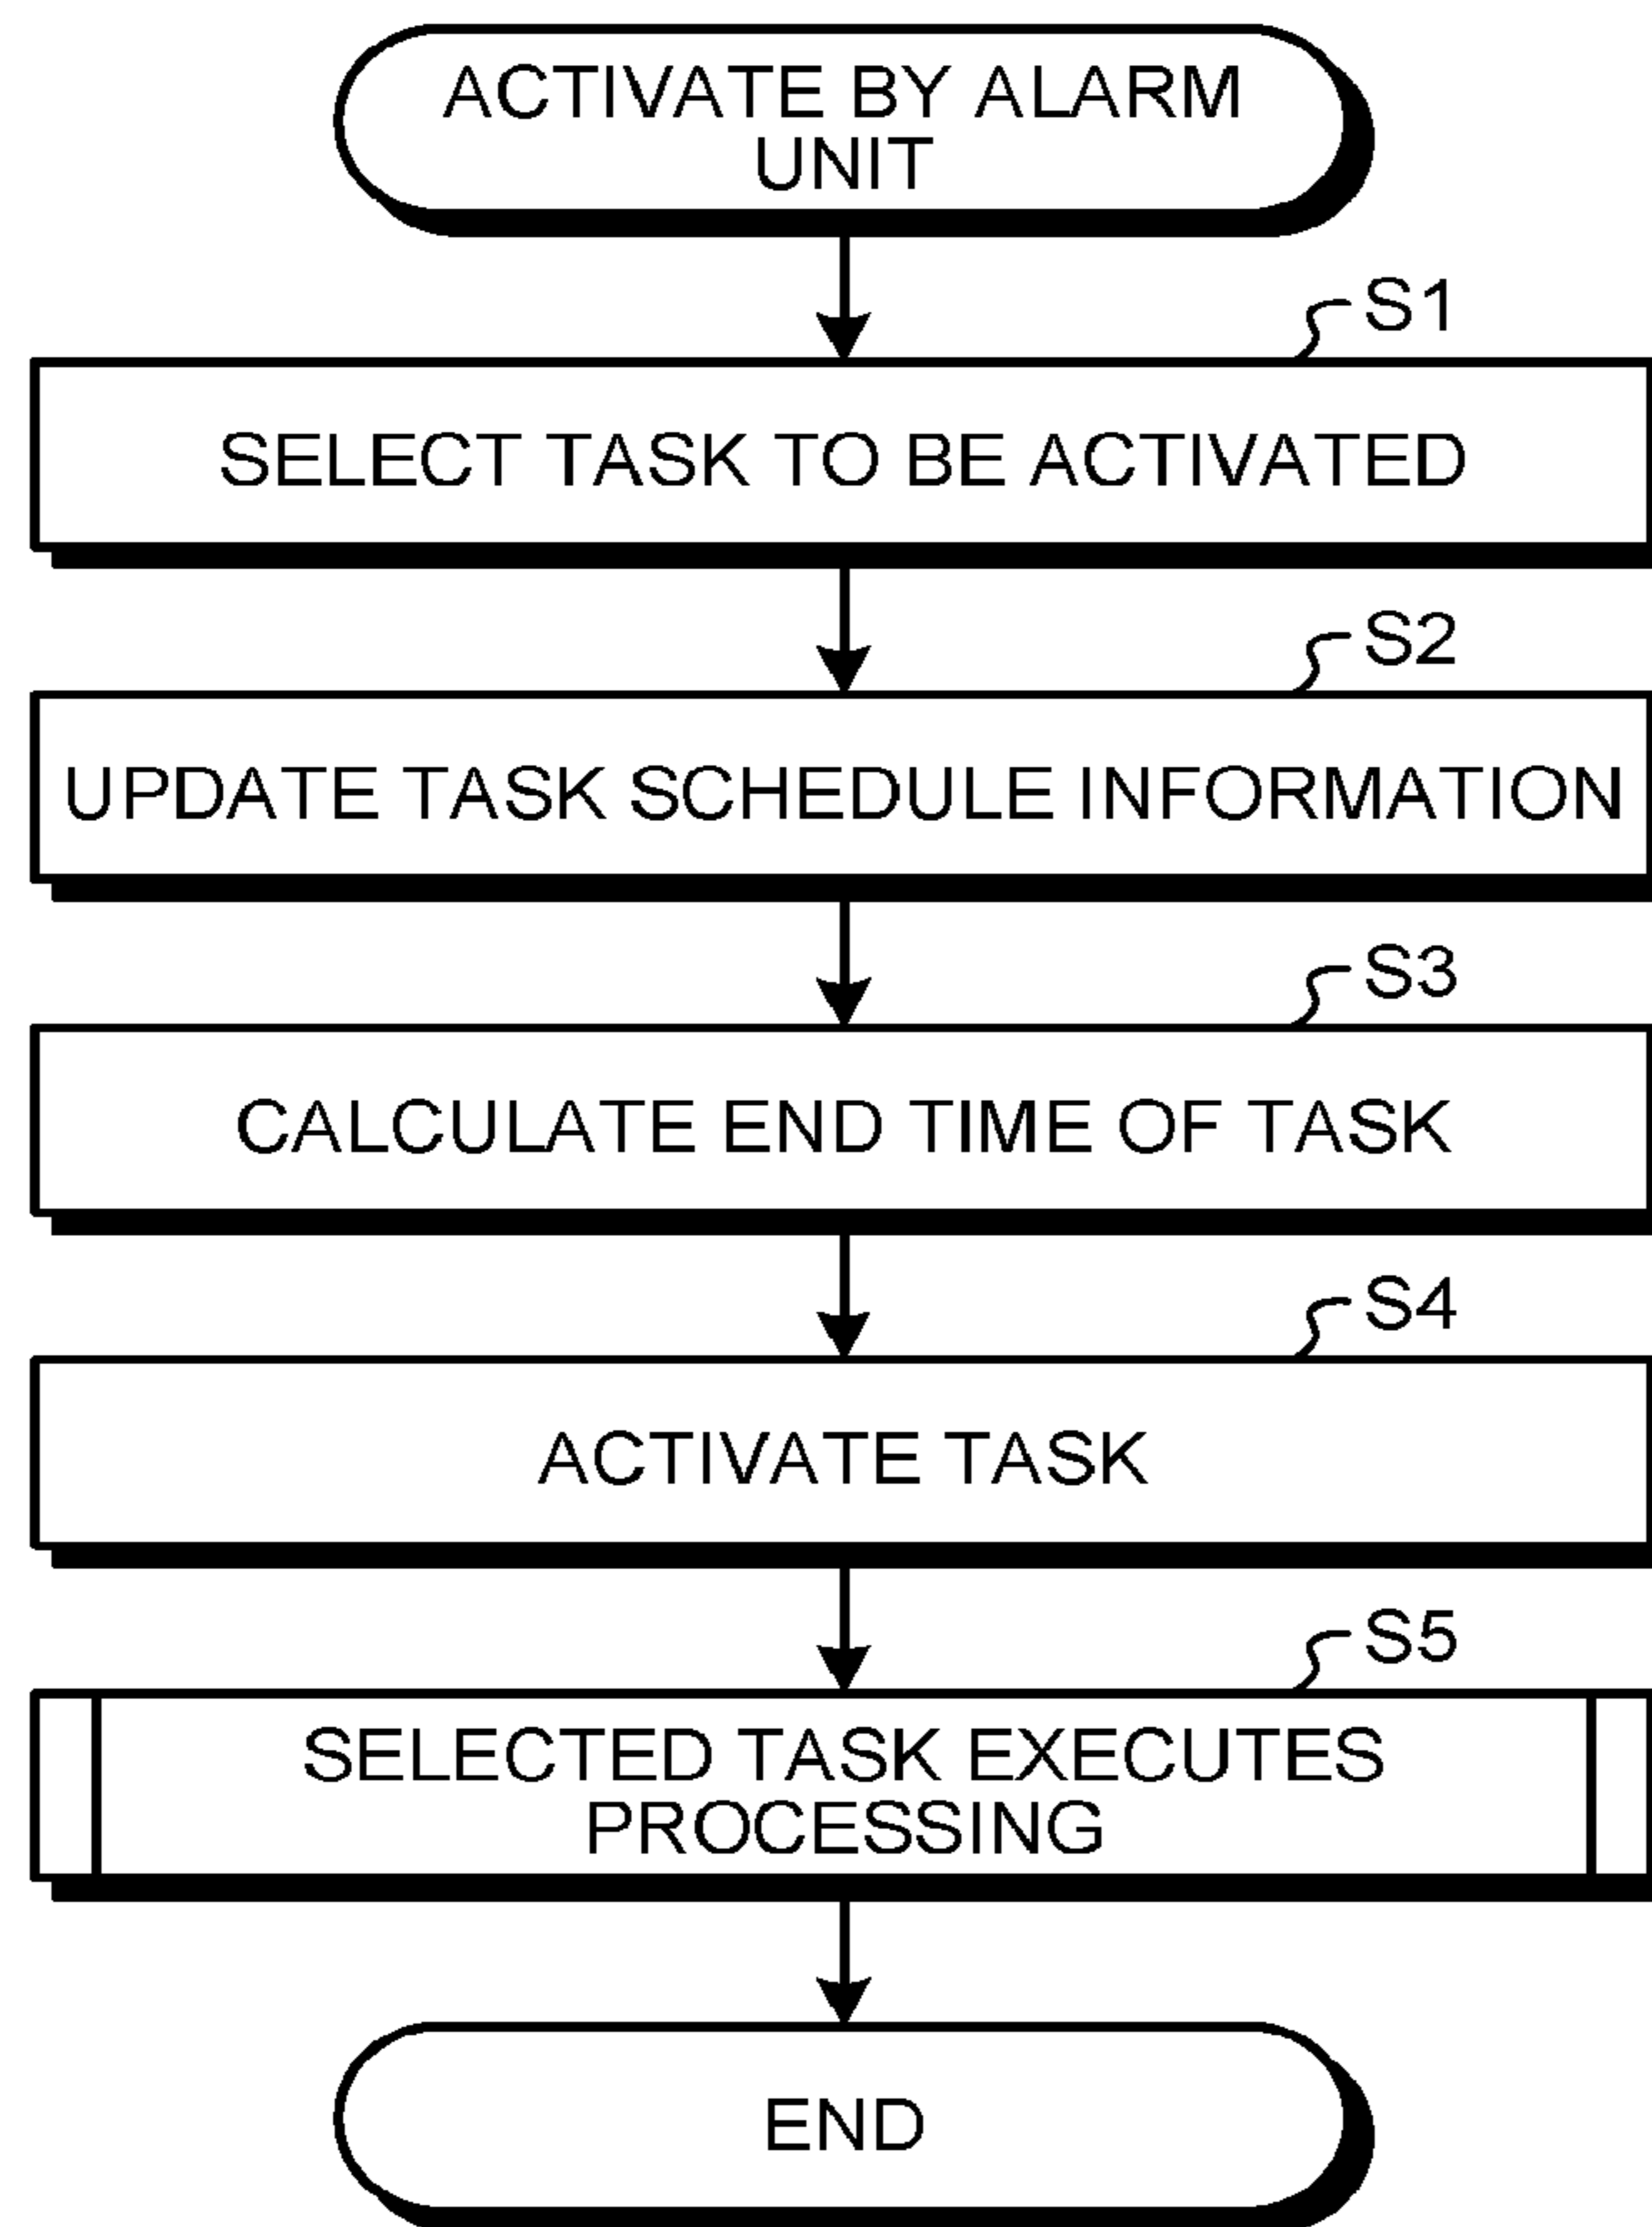 ACTIVATE BY ALARM
UNIT
S1
SELECT TASK TO BE ACTIVATED
S2
UPDATE TASK SCHEDULE INFORMATION
S3
CALCULATE END TIME OF TASK
S4
ACTIVATE TASK
S5
SELECTED TASK EXECUTES
PROCESSING
END